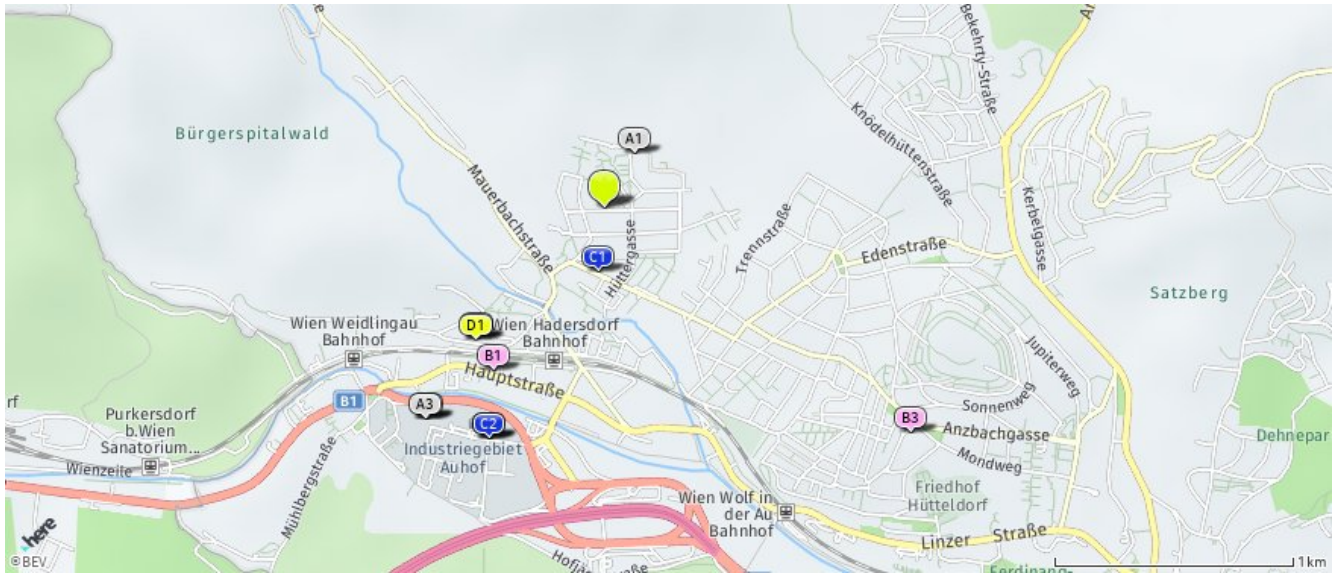 Bekehrty-Straße
Bürgerspitalwald
A1
Knödelhüttenstraße
Mauerbachstraße
Kerbelgasse
Trennstraße
Hüttergasse
C1
Edenstraße
Satzberg
Wien Weidlingau
Bahnhof
D1
Wien Hadersdorf
Bahnhof
B1
Hauptstraße
Jupiterweg
B1
A3
C2
Sonnenweg
B3
rf
Purkersdorf
b.Wien
Sanatorium...
Anzbachgasse
Dehnepar
Industriegebiet
Auhof
Mondweg
Wienzeile
Mühlbergstraße
Friedhof
Hütteldorf
Wien Wolf in
der Au
Bahnhof
Linzer Straße
here
©BEV
1km